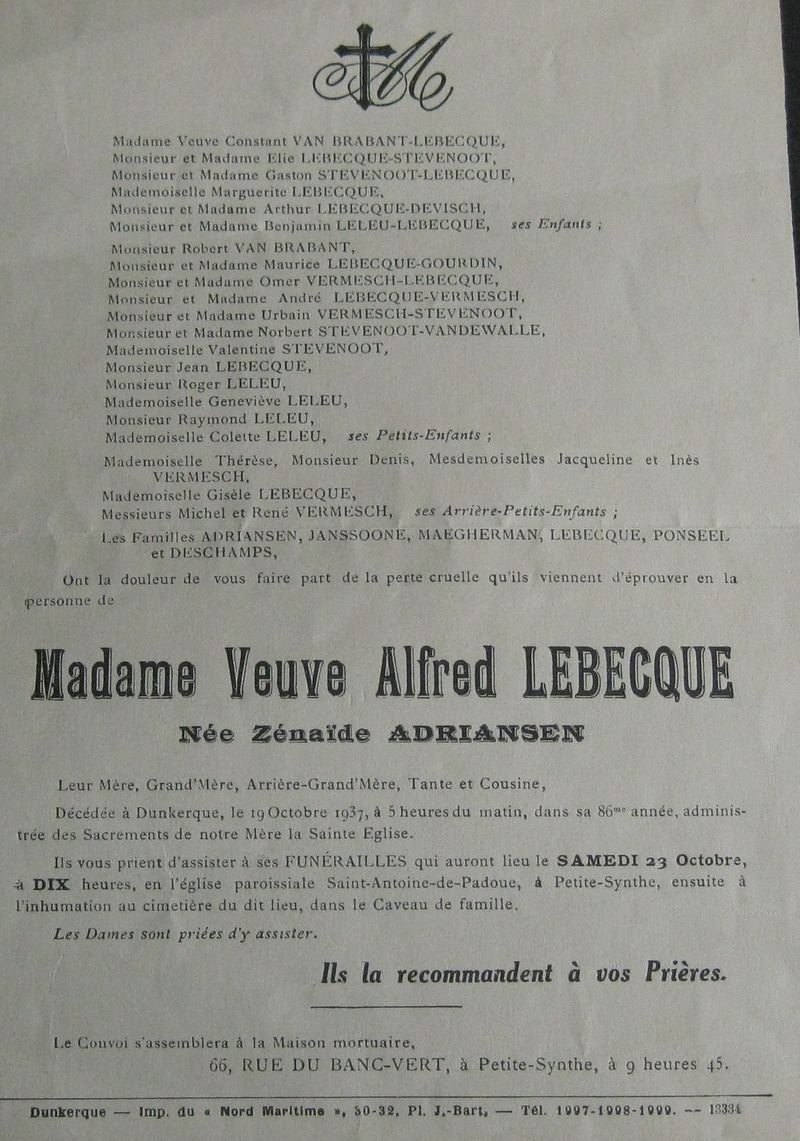 Madame Veuve Constant VAN BRABANT-LEBECQUE,
Monsieur et Madame Elie LEBECQUE-STEVENOOT,
Monsieur et Madame Gaston STEVENOOT-LEBECQUE,
Mademoiselle Marguerite LEBECQUE,
Monsieur et Madame Arthur LEBECQUE-DEVISCH,
Monsieur et Madame Benjamin LELEU-LEBECQUE, ses Enfants ;
Monsieur Robert VAN BRABANT,
Monsieur et Madame Maurice LEBECQUE-GOURDIN,
Monsieur et Madame Omer VERMESCH-LEBECQUE,
Monsieur et Madame André LEBECQUE-VERMESCH,
Monsieur et Madame Urbain VERMESCH-STEVENOOT,
Monsieur et Madame Norbert STEVENOOT-VANDEWALLE,
Mademoiselle Valentine STEVENOOT,
Monsieur Jean LEBECQUE,
Monsieur Roger LELEU,
Mademoiselle Geneviève LELEU,
Monsieur Raymond LELEU,
Mademoiselle Colette LELEU, ses Petits-Enfants ;
Mademoiselle Thérèse, Monsieur Denis, Mesdemoiselles Jacqueline et Inès
VERMESCH,
Mademoiselle Gisèle LEBECQUE,
Messieurs Michel et René VERMESCH, ses Arrière-Petits-Enfants ;
Les Familles ADRIANSEN, JANSSOONE, MAEGHERMAN, LEBECQUE, PONSEEL
et DESCHAMPS,
Ont la douleur de vous faire part de la perte cruelle qu'ils viennent d'éprouver en la
personne de
Madame Veuve Alfred LEBECQUE
Née Zénaïde ADRIANSEN
Leur Mère, Grand'Mère, Arrière-Grand'Mère, Tante et Cousine,
Décédée à Dunkerque, le 19 Octobre 1937, à 5 heures du matin, dans sa 86me année, adminis-
trée des Sacrements de notre Mère la Sainte Eglise.
Ils vous prient d'assister à ses FUNÉRAILLES qui auront lieu le SAMEDI 23 Octobre,
à DIX heures, en l'église paroissiale Saint-Antoine-de-Padoue, à Petite-Synthe, ensuite à
l'inhumation au cimetière du dit lieu, dans le Caveau de famille.
Les Dames sont priées d'y assister.
Ils la recommandent à vos Prières.
Le Convoi s'assemblera à la Maison mortuaire,
66, RUE DU BANC-VERT, à Petite-Synthe, à 9 heures 45.
Dunkerque — Imp. du « Nord Maritime », 30-32, Pl. J.-Bart, — Tél. 1997-1998-1999. — 13334